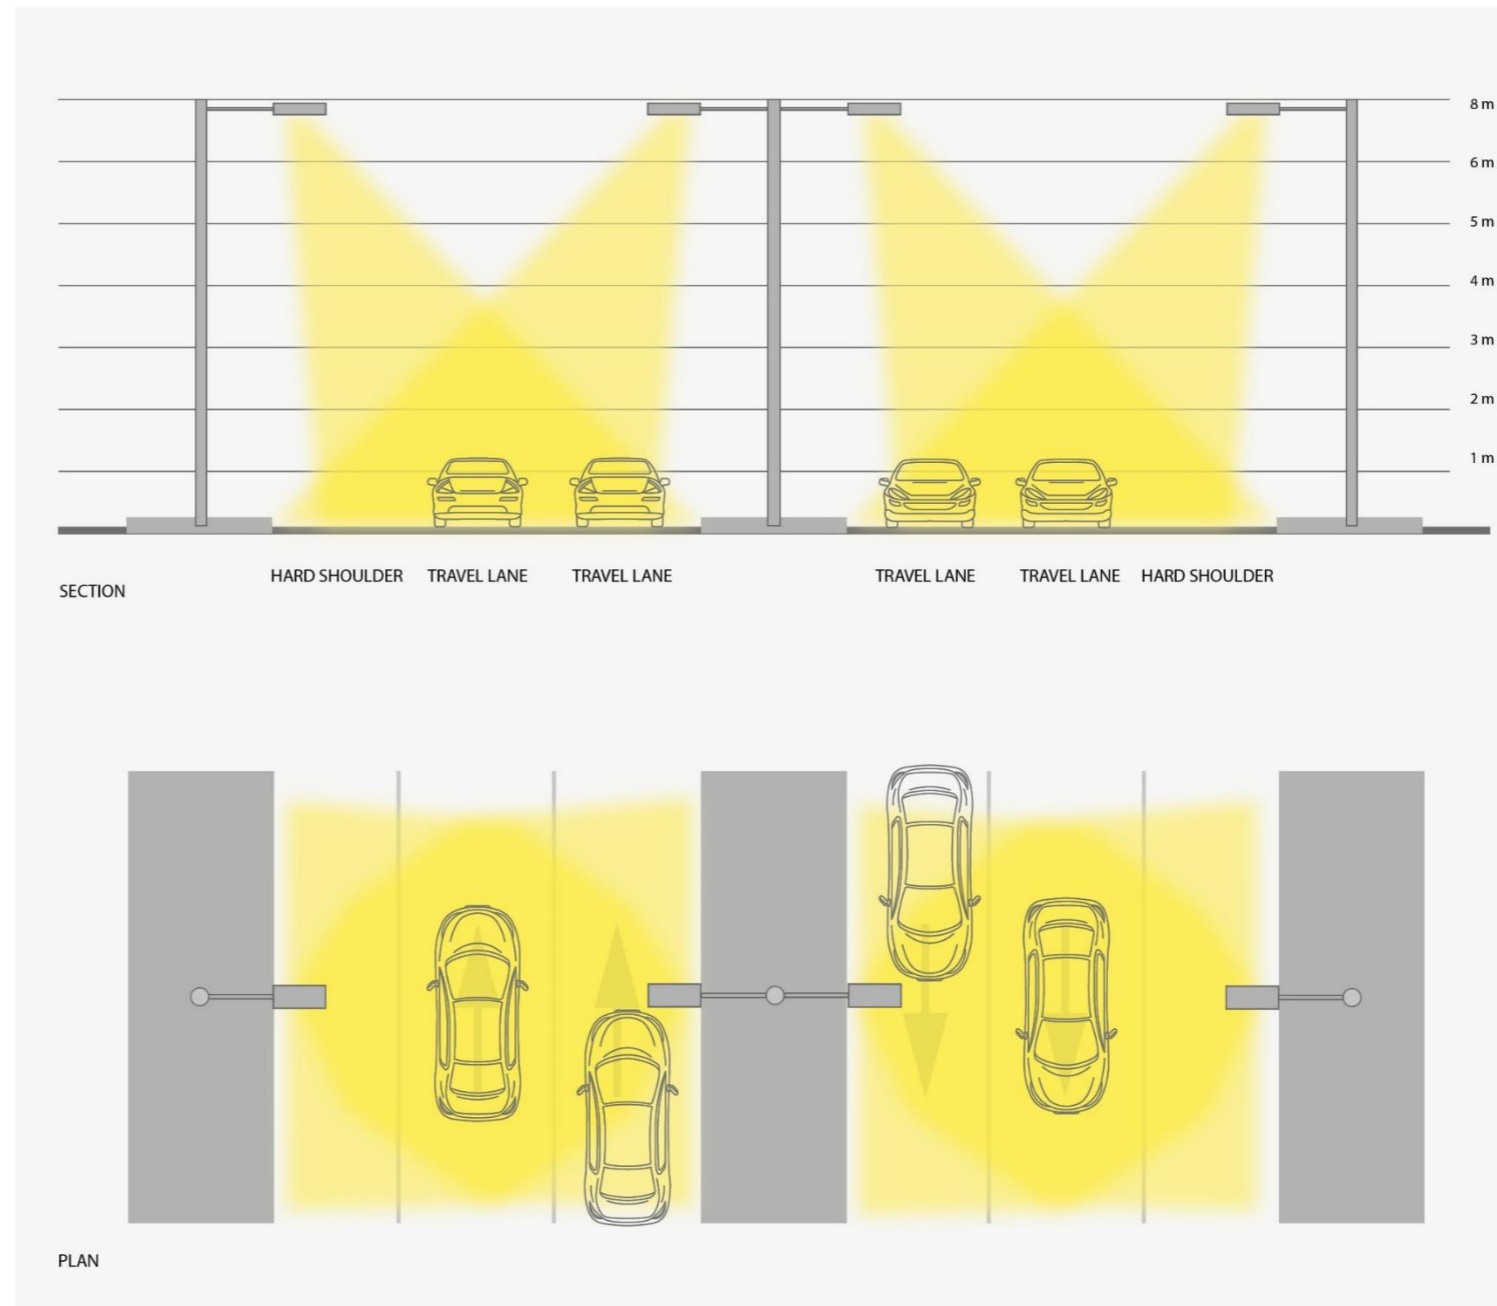 8 m
6 m
5 m
4 m
3 m
2 m
1 m
HARD SHOULDER TRAVEL LANE TRAVEL LANE TRAVEL LANE TRAVEL LANE HARD SHOULDER
SECTION
PLAN